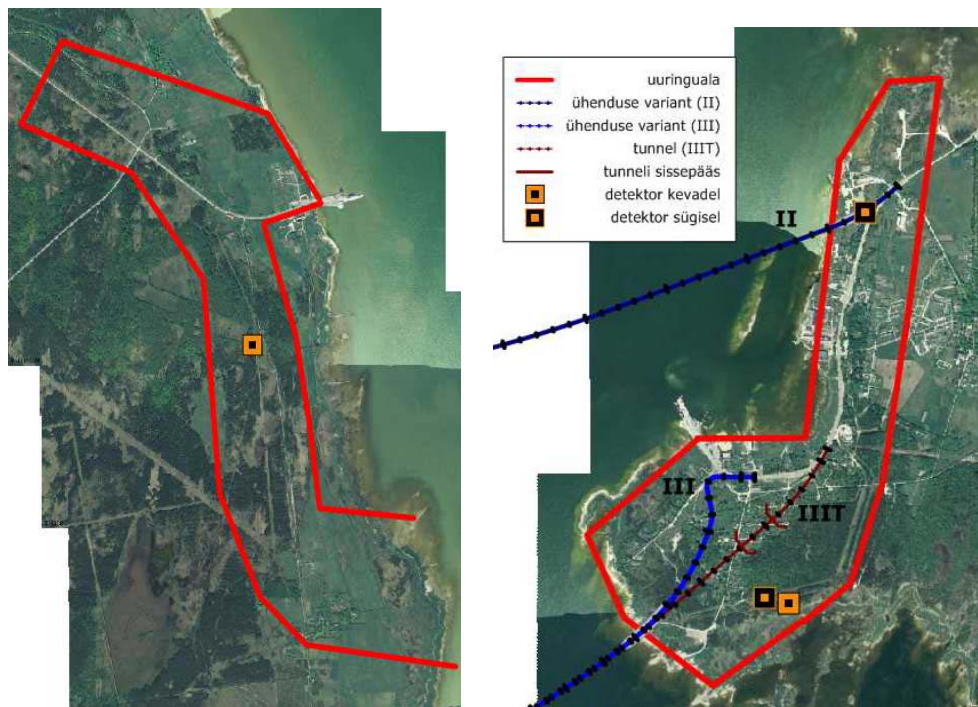 uuringuala
ühenduse variant (II)
ühenduse variant (III)
tunnel (IIIT)
tunneli sissepääs
detektor kevadel
detektor sügisel
II
III
IIIT